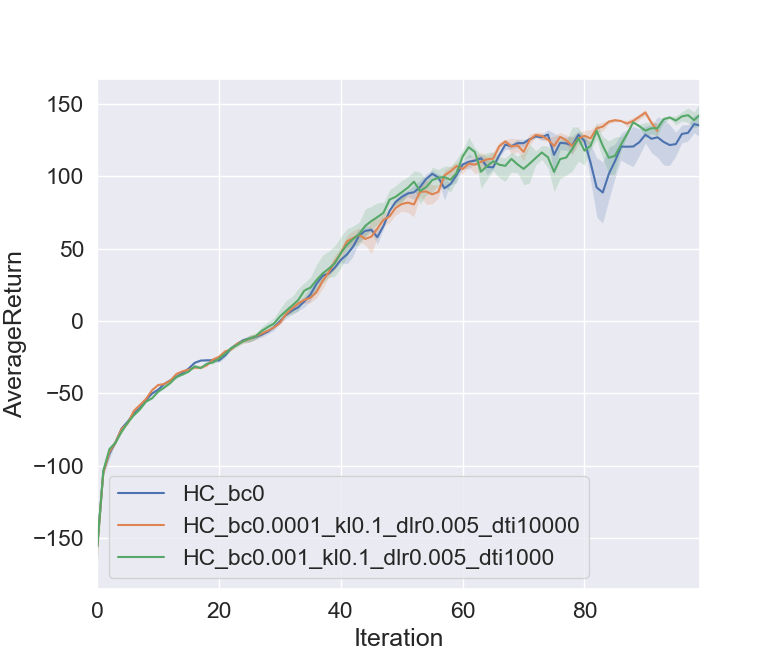 150
100
50
0
−50
−100
−150
AverageReturn
HC_bc0
HC_bc0.0001_kl0.1_dlr0.005_dti10000
HC_bc0.001_kl0.1_dlr0.005_dti1000
0 20 40 60 80
Iteration